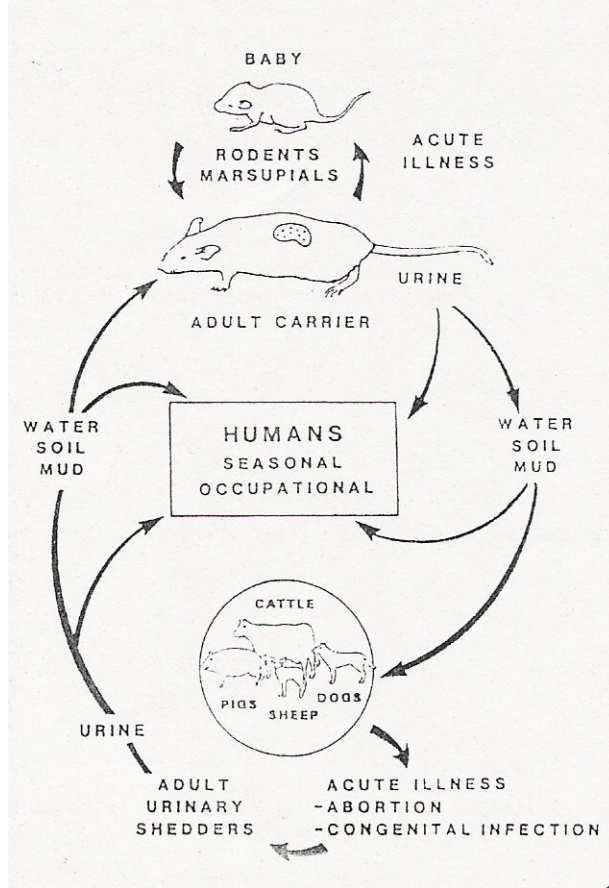 BABY
RODENTS
MARSUPIALS
ACUTE
ILLNESS
URINE
ADULT CARRIER
WATER
SOIL
MUD
HUMANS
SEASONAL
OCCUPATIONAL
WATER
SOIL
MUD
CATTLE
PIGS
SHEEP
DOGS
URINE
ADULT
URINARY
SHEDDERS
ACUTE ILLNESS
-ABORTION
-CONGENITAL INFECTION